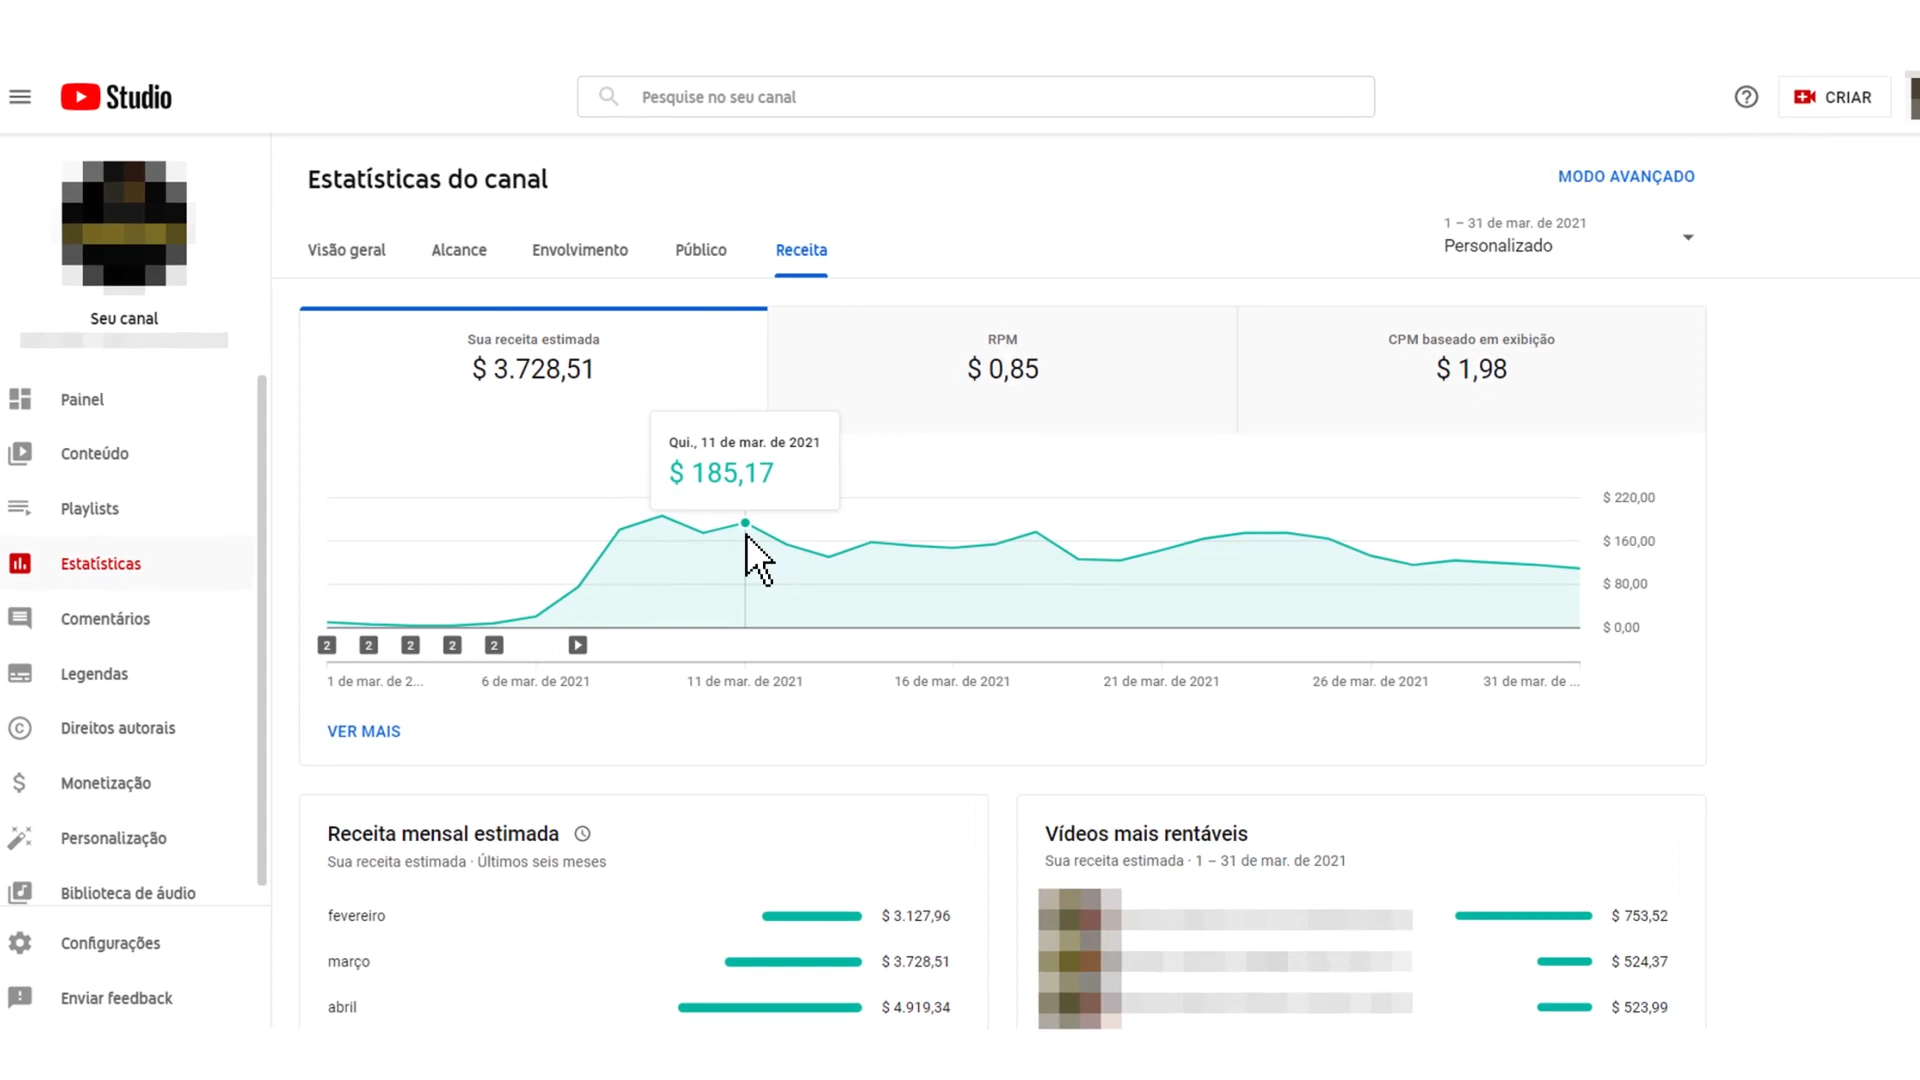 Studio
Pesquise no seu canal
CRIAR
Seu canal
Painel
Conteúdo
Playlists
Estatísticas
Comentários
Legendas
Direitos autorais
Monetização
Personalização
Biblioteca de áudio
Configurações
Enviar feedback
Estatísticas do canal
MODO AVANÇADO
Visão geral Alcance Envolvimento Público Receita
1 – 31 de mar. de 2021
Personalizado
Sua receita estimada
$ 3.728,51
RPM
$ 0,85
CPM baseado em exibição
$ 1,98
Qui., 11 de mar. de 2021
$ 185,17
$ 220,00
$ 160,00
$ 80,00
$ 0,00
2 2 2 2 2
1 de mar. de 2... 6 de mar. de 2021 11 de mar. de 2021 16 de mar. de 2021 21 de mar. de 2021 26 de mar. de 2021 31 de mar. de ...
VER MAIS
Receita mensal estimada
Sua receita estimada · Últimos seis meses
fevereiro $ 3.127,96
março $ 3.728,51
abril $ 4.919,34
Vídeos mais rentáveis
Sua receita estimada · 1 – 31 de mar. de 2021
$ 753,52
$ 524,37
$ 523,99